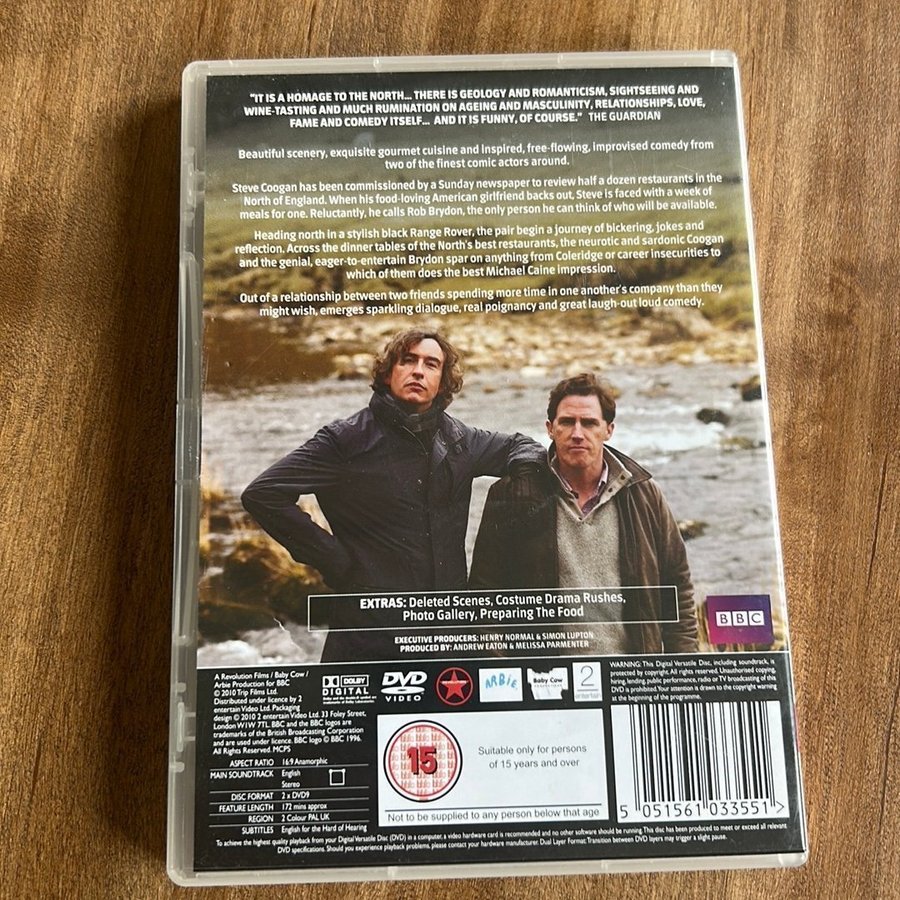 "IT IS A HOMAGE TO THE NORTH... THERE IS GEOLOGY AND ROMANTICISM, SIGHTSEEING AND
WINE-TASTING AND MUCH RUMINATION ON AGEING AND MASCULINITY, RELATIONSHIPS, LOVE,
FAME AND COMEDY ITSELF... AND IT IS FUNNY, OF COURSE." THE GUARDIAN
Beautiful scenery, exquisite gourmet cuisine and inspired, free-flowing, improvised comedy from
two of the finest comic actors around.
Steve Coogan has been commissioned by a Sunday newspaper to review half a dozen restaurants in the
North of England. When his food-loving American girlfriend backs out, Steve is faced with a week of
meals for one. Reluctantly, he calls Rob Brydon, the only person he can think of who will be available.
Heading north in a stylish black Range Rover, the pair begin a journey of bickering, jokes and
reflection. Across the dinner tables of the North's best restaurants, the neurotic and sardonic Coogan
and the genial, eager-to-entertain Brydon spar on anything from Coleridge or career insecurities to
which of them does the best Michael Caine impression.
Out of a relationship between two friends spending more time in one another's company than they
might wish, emerges sparkling dialogue, real poignancy and great laugh-out loud comedy.
EXTRAS: Deleted Scenes, Costume Drama Rushes,
Photo Gallery, Preparing The Food
EXECUTIVE PRODUCERS: HENRY NORMAL & SIMON LUPTON
PRODUCED BY: ANDREW EATON & MELISSA PARMENTER
BBC
A Revolution Films / Baby Cow /
Arbie Production for BBC
© 2010 Trip Films Ltd.
Distributed under licence by 2
entertain Video Ltd. Packaging
design © 2010 2 entertain Video Ltd. 33 Foley Street,
London W1W 7TL. BBC and the BBC logos are
trademarks of the British Broadcasting Corporation
and are used under licence. BBC logo © BBC 1996.
All Rights Reserved. MCPS
DOLBY
DIGITAL
DVD
VIDEO
ARBIE
Baby Cow
2
entertain
WARNING: This Digital Versatile Disc, including soundtrack, is
protected by copyright. All rights reserved. Unauthorised copying,
hiring, public performance, radio or TV broadcasting of this
DVD is prohibited. Your attention is drawn to the copyright warning
at the beginning of the programme.
ASPECT RATIO 16:9 Anamorphic
MAIN SOUNDTRACK English
Stereo
DISC FORMAT 2 x DVD9
FEATURE LENGTH 172 mins approx
REGION 2 Colour PAL UK
SUBTITLES English for the Hard of Hearing
15
Suitable only for persons
of 15 years and over
Not to be supplied to any person below that age
5 051561 033551
To achieve the highest quality playback from your Digital Versatile Disc (DVD) in a computer, a video hardware card is recommended and no other software should be running. This disc has been produced to meet or exceed all relevant
DVD specifications. Should you experience playback problems, please contact your hardware manufacturer. Dual Layer Format Transition between DVD layers may trigger a slight pause.